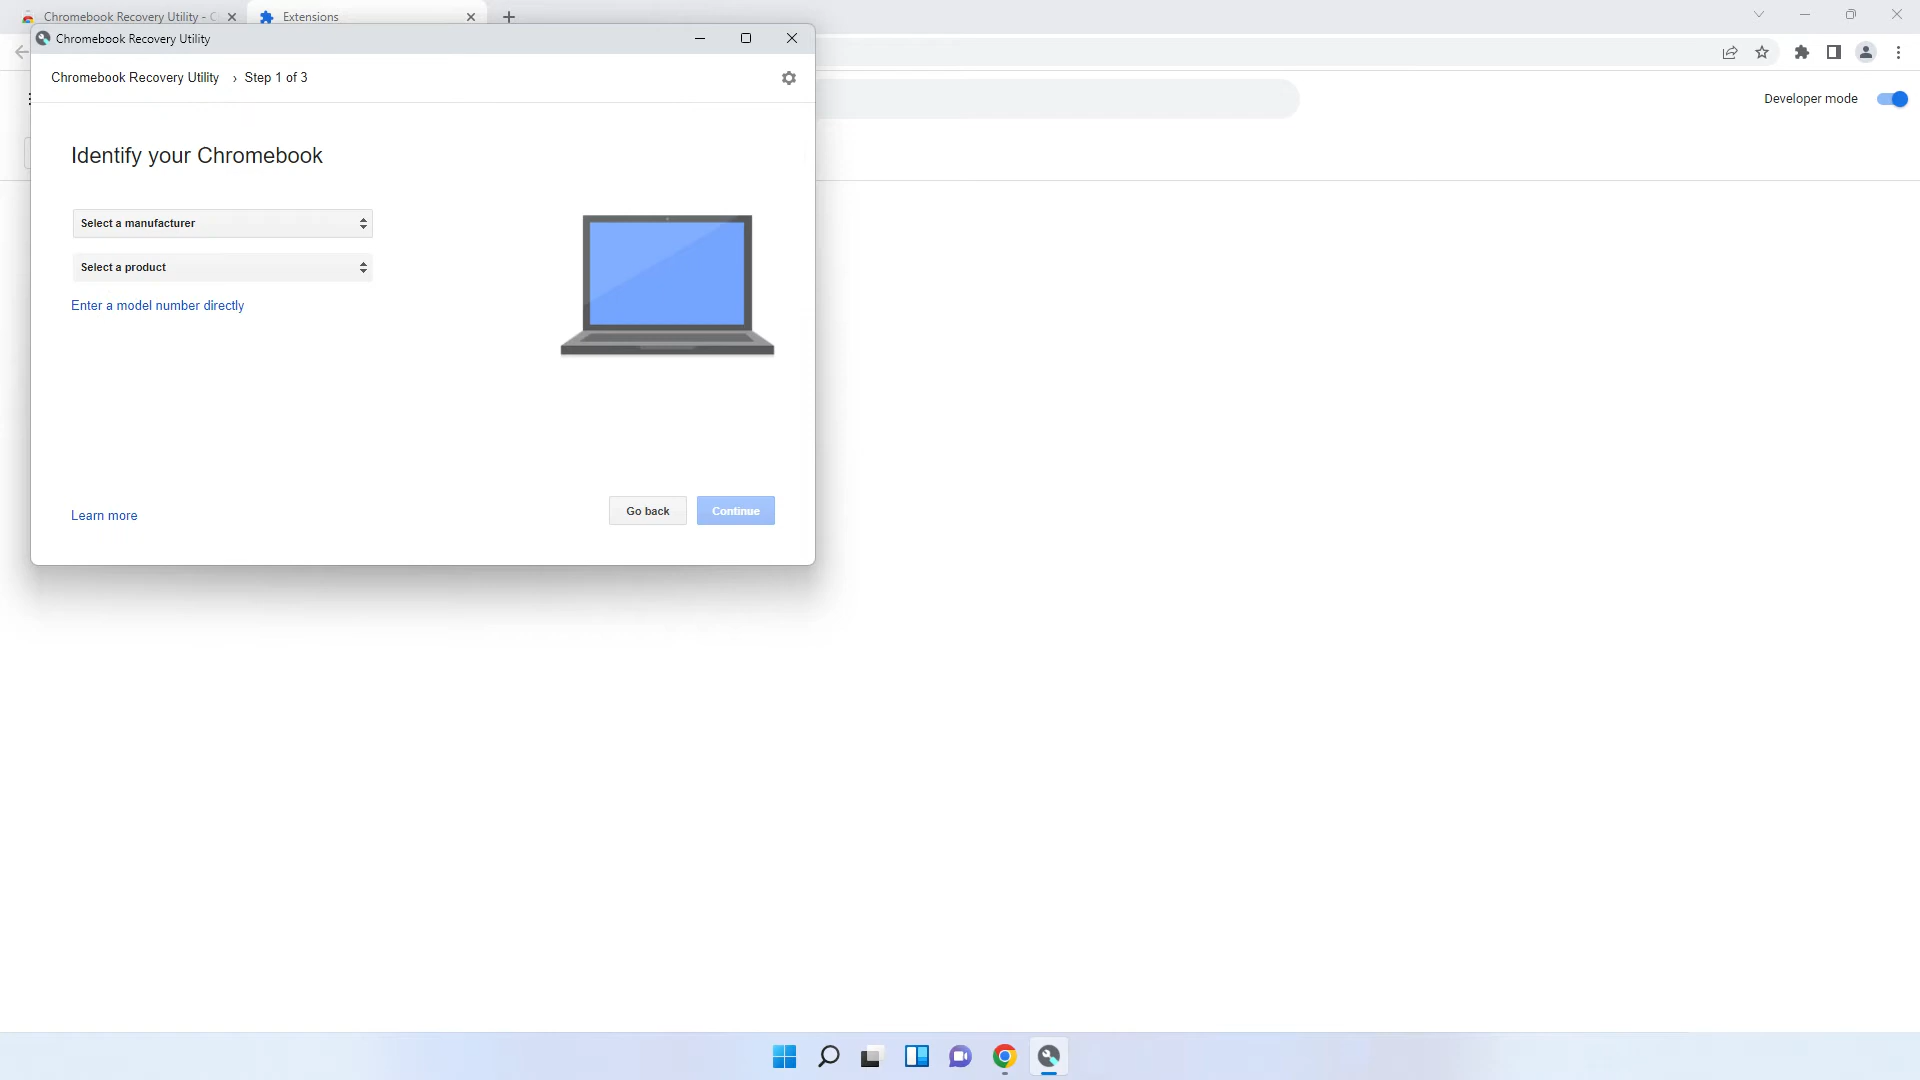 Chromebook Recovery Utility - C
Extensions
Chromebook Recovery Utility
Chromebook Recovery Utility › Step 1 of 3
Developer mode
Identify your Chromebook
Select a manufacturer
Select a product
Enter a model number directly
Learn more
Go back
Continue